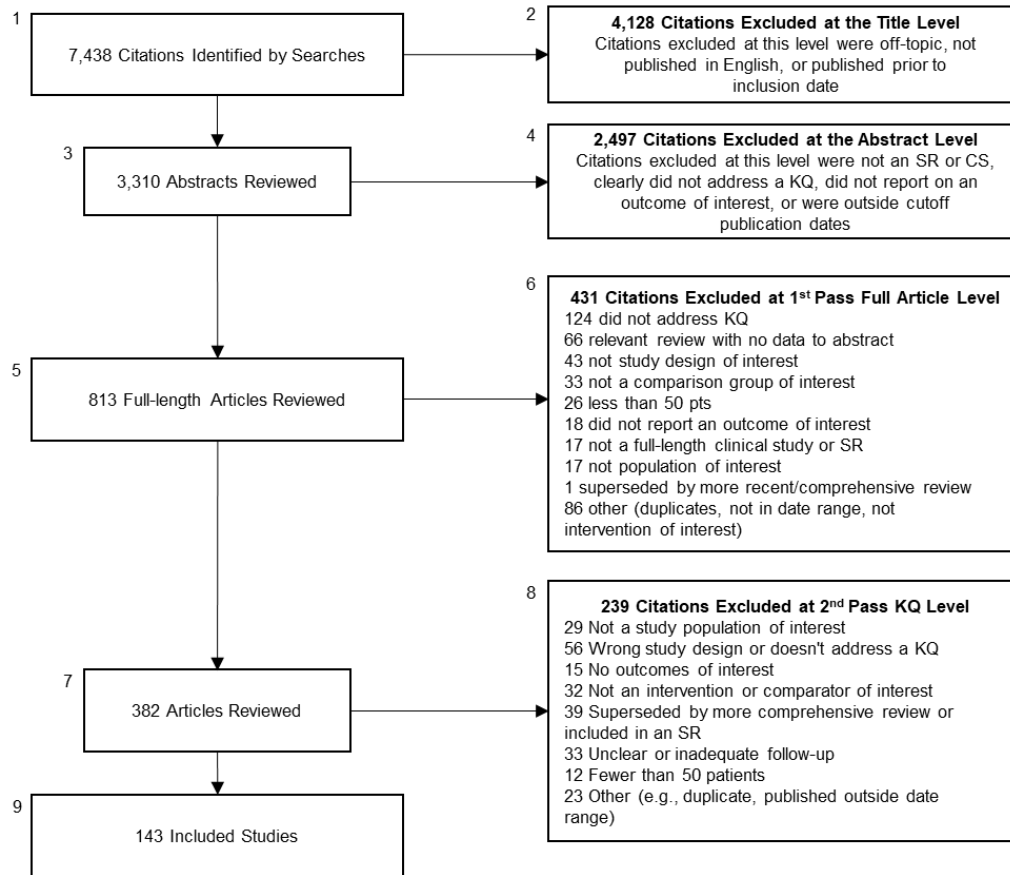 1
7,438 Citations Identified by Searches
2
4,128 Citations Excluded at the Title Level
Citations excluded at this level were off-topic, not
published in English, or published prior to
inclusion date
3
3,310 Abstracts Reviewed
4
2,497 Citations Excluded at the Abstract Level
Citations excluded at this level were not an SR or CS,
clearly did not address a KQ, did not report on an
outcome of interest, or were outside cutoff
publication dates
5
813 Full-length Articles Reviewed
6
431 Citations Excluded at 1st Pass Full Article Level
124 did not address KQ
66 relevant review with no data to abstract
43 not study design of interest
33 not a comparison group of interest
26 less than 50 pts
18 did not report an outcome of interest
17 not a full-length clinical study or SR
17 not population of interest
1 superseded by more recent/comprehensive review
86 other (duplicates, not in date range, not
intervention of interest)
7
382 Articles Reviewed
8
239 Citations Excluded at 2nd Pass KQ Level
29 Not a study population of interest
56 Wrong study design or doesn't address a KQ
15 No outcomes of interest
32 Not an intervention or comparator of interest
39 Superseded by more comprehensive review or
included in an SR
33 Unclear or inadequate follow-up
12 Fewer than 50 patients
23 Other (e.g., duplicate, published outside date
range)
9
143 Included Studies